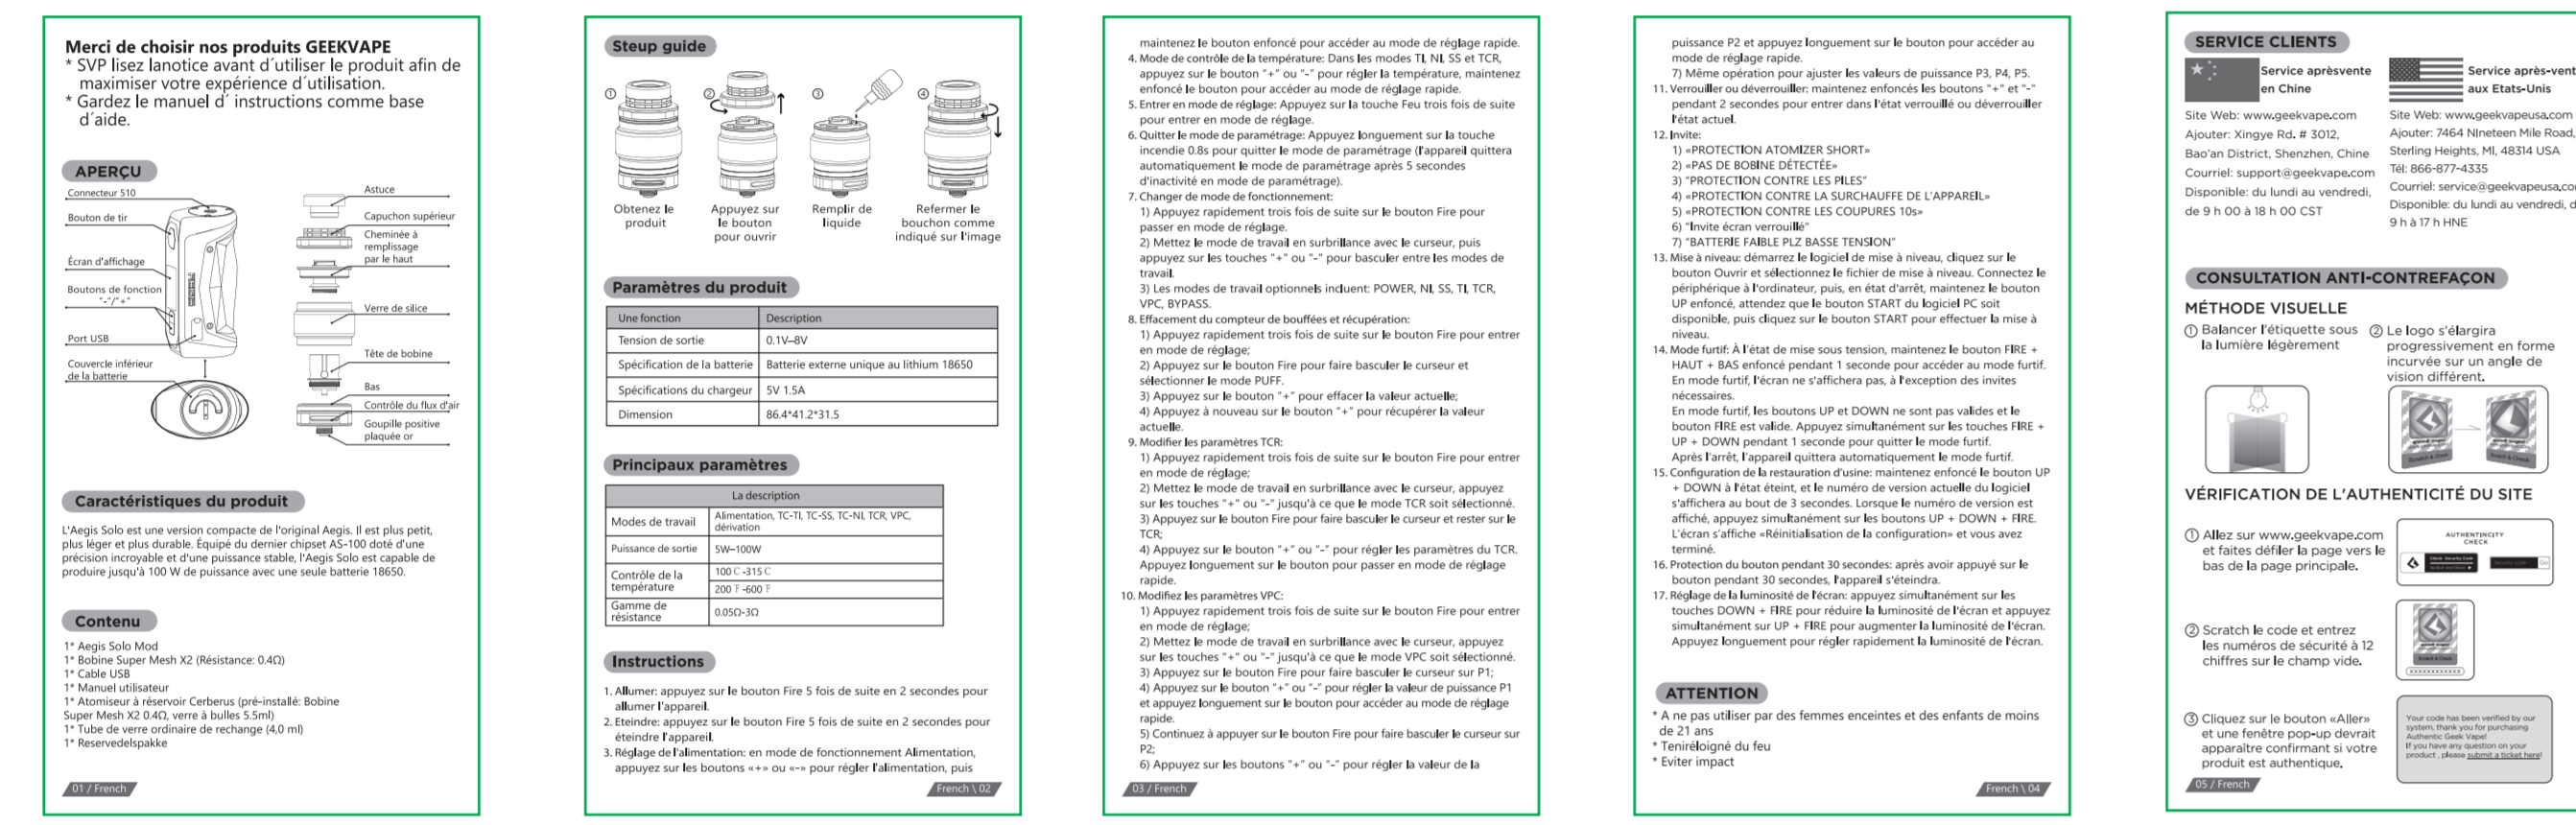 Merci de choisir nos produits GEEKVAPE
* SVP lisez lanotice avant d´utiliser le produit afin de
maximiser votre expérience d´utilisation.
* Gardez le manuel d´ instructions comme base
d´aide.
APERÇU
Connecteur 510
Bouton de tir
Écran d'affichage
Boutons de fonction
"-"/"+"
Port USB
Couvercle inférieur
de la batterie
Astuce
Capuchon supérieur
Cheminée à
remplissage
par le haut
Verre de silice
Tête de bobine
Bas
Contrôle du flux d'air
Goupille positive
plaquée or
Caractéristiques du produit
L'Aegis Solo est une version compacte de l'original Aegis. Il est plus petit,
plus léger et plus durable. Équipé du dernier chipset AS-100 doté d'une
précision incroyable et d'une puissance stable, l'Aegis Solo est capable de
produire jusqu'à 100 W de puissance avec une seule batterie 18650.
Contenu
1* Aegis Solo Mod
1* Bobine Super Mesh X2 (Résistance: 0.4Ω)
1* Cable USB
1* Manuel utilisateur
1* Atomiseur à réservoir Cerberus (pré-installé: Bobine
Super Mesh X2 0.4Ω, verre à bulles 5.5ml)
1* Tube de verre ordinaire de rechange (4,0 ml)
1* Reservedelspakke
01 / French
Steup guide
① ② ③ ④
Obtenez le
produit
Appuyez sur
le bouton
pour ouvrir
Remplir de
liquide
Refermer le
bouchon comme
indiqué sur l'image
Paramètres du produit
Une fonction Description
Tension de sortie 0.1V–8V
Spécification de la batterie Batterie externe unique au lithium 18650
Spécifications du chargeur 5V 1.5A
Dimension 86.4*41.2*31.5
Principaux paramètres
La description
Modes de travail Alimentation, TC-TI, TC-SS, TC-NI, TCR, VPC,
dérivation
Puissance de sortie 5W–100W
Contrôle de la
température
100℃-315℃
200℉-600℉
Gamme de
résistance
0.05Ω-3Ω
Instructions
1. Allumer: appuyez sur le bouton Fire 5 fois de suite en 2 secondes pour
allumer l'appareil.
2. Eteindre: appuyez sur le bouton Fire 5 fois de suite en 2 secondes pour
éteindre l'appareil.
3. Réglage de l'alimentation: en mode de fonctionnement Alimentation,
appuyez sur les boutons «+» ou «-» pour régler l'alimentation, puis
French \ 02
maintenez le bouton enfoncé pour accéder au mode de réglage rapide.
4. Mode de contrôle de la température: Dans les modes TI, NI, SS et TCR,
appuyez sur le bouton "+" ou "-" pour régler la température, maintenez
enfoncé le bouton pour accéder au mode de réglage rapide.
5. Entrer en mode de réglage: Appuyez sur la touche Feu trois fois de suite
pour entrer en mode de réglage.
6. Quitter le mode de paramétrage: Appuyez longuement sur la touche
incendie 0.8s pour quitter le mode de paramétrage (l'appareil quittera
automatiquement le mode de paramétrage après 5 secondes
d'inactivité en mode de paramétrage).
7. Changer de mode de fonctionnement:
1) Appuyez rapidement trois fois de suite sur le bouton Fire pour
passer en mode de réglage.
2) Mettez le mode de travail en surbrillance avec le curseur, puis
appuyez sur les touches "+" ou "-" pour basculer entre les modes de
travail.
3) Les modes de travail optionnels incluent: POWER, NI, SS, TI, TCR,
VPC, BYPASS.
8. Effacement du compteur de bouffées et récupération:
1) Appuyez rapidement trois fois de suite sur le bouton Fire pour entrer
en mode de réglage;
2) Appuyez sur le bouton Fire pour faire basculer le curseur et
sélectionner le mode PUFF.
3) Appuyez sur le bouton "+" pour effacer la valeur actuelle;
4) Appuyez à nouveau sur le bouton "+" pour récupérer la valeur
actuelle.
9. Modifier les paramètres TCR:
1) Appuyez rapidement trois fois de suite sur le bouton Fire pour entrer
en mode de réglage;
2) Mettez le mode de travail en surbrillance avec le curseur, appuyez
sur les touches "+" ou "-" jusqu'à ce que le mode TCR soit sélectionné.
3) Appuyez sur le bouton Fire pour faire basculer le curseur et rester sur le
TCR;
4) Appuyez sur le bouton "+" ou "-" pour régler les paramètres du TCR.
Appuyez longuement sur le bouton pour passer en mode de réglage
rapide.
10. Modifiez les paramètres VPC:
1) Appuyez rapidement trois fois de suite sur le bouton Fire pour entrer
en mode de réglage;
2) Mettez le mode de travail en surbrillance avec le curseur, appuyez
sur les touches "+" ou "-" jusqu'à ce que le mode VPC soit sélectionné.
3) Appuyez sur le bouton Fire pour faire basculer le curseur sur P1;
4) Appuyez sur le bouton "+" ou "-" pour régler la valeur de puissance P1
et appuyez longuement sur le bouton pour accéder au mode de réglage
rapide.
5) Continuez à appuyer sur le bouton Fire pour faire basculer le curseur sur
P2;
6) Appuyez sur les boutons "+" ou "-" pour régler la valeur de la
03 / French
puissance P2 et appuyez longuement sur le bouton pour accéder au
mode de réglage rapide.
7) Même opération pour ajuster les valeurs de puissance P3, P4, P5.
11. Verrouiller ou déverrouiller: maintenez enfoncés les boutons "+" et "-"
pendant 2 secondes pour entrer dans l'état verrouillé ou déverrouiller
l'état actuel.
12. Invite:
1) «PROTECTION ATOMIZER SHORT»
2) «PAS DE BOBINE DÉTECTÉE»
3) "PROTECTION CONTRE LES PILES"
4) «PROTECTION CONTRE LA SURCHAUFFE DE L'APPAREIL»
5) «PROTECTION CONTRE LES COUPURES 10s»
6) "Invite écran verrouillé"
7) "BATTERIE FAIBLE PLZ BASSE TENSION"
13. Mise à niveau: démarrez le logiciel de mise à niveau, cliquez sur le
bouton Ouvrir et sélectionnez le fichier de mise à niveau. Connectez le
périphérique à l'ordinateur, puis, en état d'arrêt, maintenez le bouton
UP enfoncé, attendez que le bouton START du logiciel PC soit
disponible, puis cliquez sur le bouton START pour effectuer la mise à
niveau.
14. Mode furtif: À l'état de mise sous tension, maintenez le bouton FIRE +
HAUT + BAS enfoncé pendant 1 seconde pour accéder au mode furtif.
En mode furtif, l'écran ne s'affichera pas, à l'exception des invites
nécessaires.
En mode furtif, les boutons UP et DOWN ne sont pas valides et le
bouton FIRE est valide. Appuyez simultanément sur les touches FIRE +
UP + DOWN pendant 1 seconde pour quitter le mode furtif.
Après l'arrêt, l'appareil quittera automatiquement le mode furtif.
15. Configuration de la restauration d'usine: maintenez enfoncé le bouton UP
+ DOWN à l'état éteint, et le numéro de version actuelle du logiciel
s'affichera au bout de 3 secondes. Lorsque le numéro de version est
affiché, appuyez simultanément sur les boutons UP + DOWN + FIRE.
L'écran s'affiche «Réinitialisation de la configuration» et vous avez
terminé.
16. Protection du bouton pendant 30 secondes: après avoir appuyé sur le
bouton pendant 30 secondes, l'appareil s'éteindra.
17. Réglage de la luminosité de l'écran: appuyez simultanément sur les
touches DOWN + FIRE pour réduire la luminosité de l'écran et appuyez
simultanément sur UP + FIRE pour augmenter la luminosité de l'écran.
Appuyez longuement pour régler rapidement la luminosité de l'écran.
ATTENTION
* A ne pas utiliser par des femmes enceintes et des enfants de moins
de 21 ans
* Teniréloigné du feu
* Eviter impact
French \ 04
SERVICE CLIENTS
Service aprèsvente
en Chine
Site Web: www.geekvape.com
Ajouter: Xingye Rd. # 3012,
Bao'an District, Shenzhen, Chine
Courriel: support@geekvape.com
Disponible: du lundi au vendredi,
de 9 h 00 à 18 h 00 CST
Service après-vent
aux Etats-Unis
Site Web: www.geekvapeusa.com
Ajouter: 7464 NIneteen Mile Road,
Sterling Heights, MI, 48314 USA
Tél: 866-877-4335
Courriel: service@geekvapeusa.co
Disponible: du lundi au vendredi, d
9 h à 17 h HNE
CONSULTATION ANTI-CONTREFAÇON
MÉTHODE VISUELLE
① Balancer l'étiquette sous
la lumière légèrement
② Le logo s'élargira
progressivement en forme
incurvée sur un angle de
vision différent.
Scratch & Check
Scratch & Check
VÉRIFICATION DE L'AUTHENTICITÉ DU SITE
① Allez sur www.geekvape.com
et faites défiler la page vers le
bas de la page principale.
AUTHENTINCITY
CHECK
Check Security Code
Security Code Go
② Scratch le code et entrez
les numéros de sécurité à 12
chiffres sur le champ vide.
Scratch & Check
③ Cliquez sur le bouton «Aller»
et une fenêtre pop-up devrait
apparaître confirmant si votre
produit est authentique.
Your code has been verified by our
system, thank you for purchasing
Authentic Geek Vape!
If you have any question on your
product , please submit a ticket here!
05 / French